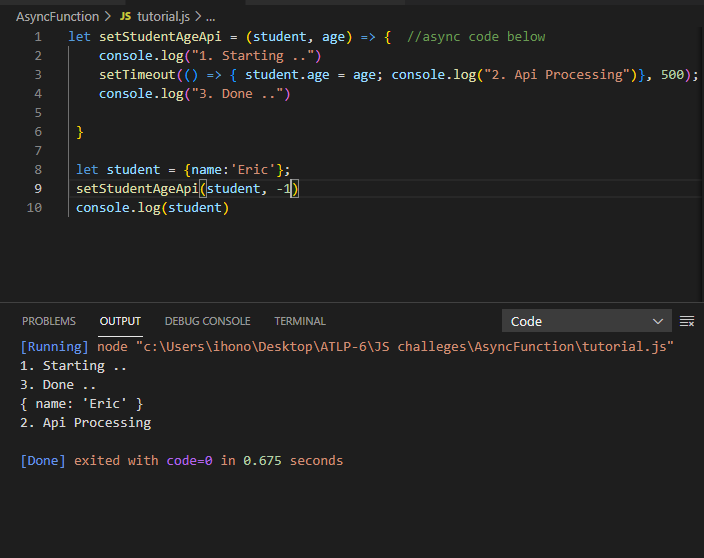 AsyncFunction > JS tutorial.js > ...
1 let setStudentAgeApi = (student, age) => { //async code below
2 console.log("1. Starting ..")
3 setTimeout(() => { student.age = age; console.log("2. Api Processing")}, 500);
4 console.log("3. Done ..")
5
6 }
7
8 let student = {name:'Eric'};
9 setStudentAgeApi(student, -1)
10 console.log(student)
PROBLEMS OUTPUT DEBUG CONSOLE TERMINAL Code
[Running] node "c:\Users\ihono\Desktop\ATLP-6\JS challeges\AsyncFunction\tutorial.js"
1. Starting ..
3. Done ..
{ name: 'Eric' }
2. Api Processing
[Done] exited with code=0 in 0.675 seconds